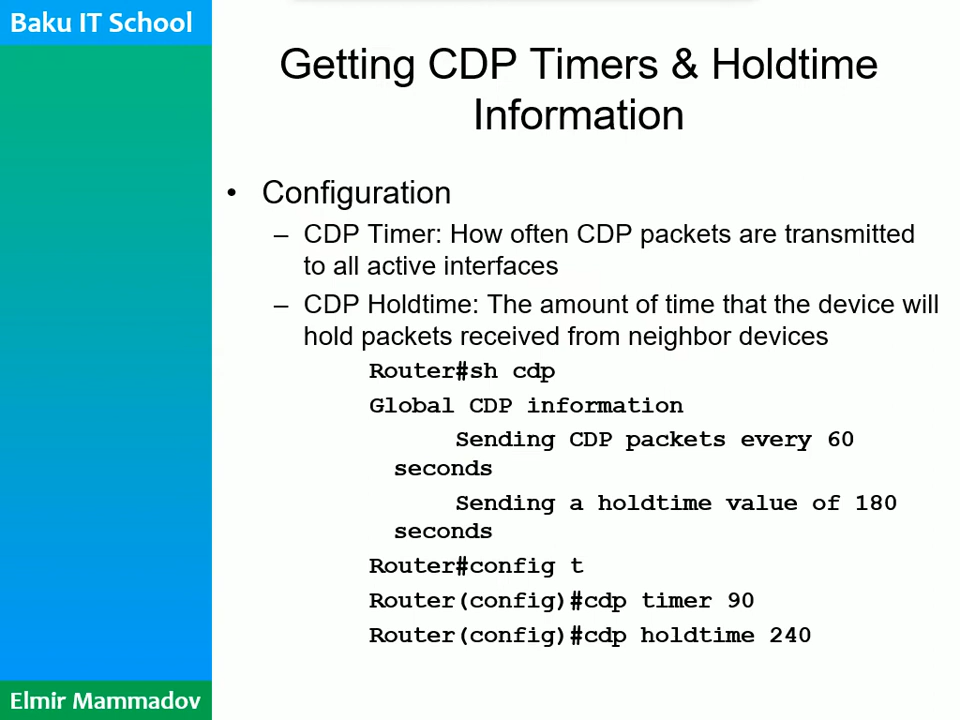 Baku IT School
Getting CDP Timers & Holdtime
Information
• Configuration
– CDP Timer: How often CDP packets are transmitted
to all active interfaces
– CDP Holdtime: The amount of time that the device will
hold packets received from neighbor devices
Router#sh cdp
Global CDP information
Sending CDP packets every 60
seconds
Sending a holdtime value of 180
seconds
Router#config t
Router(config)#cdp timer 90
Router(config)#cdp holdtime 240
Elmir Mammadov